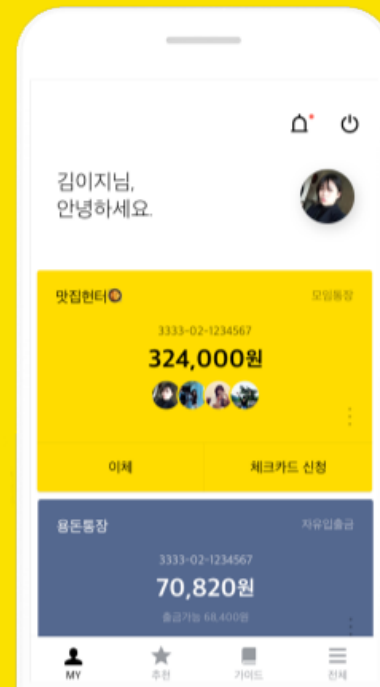 김이지님,
안녕하세요.
맛집헌터🥘 모임통장
3333-02-1234567
324,000원
이체 체크카드 신청
용돈통장 자유입출금
3333-02-1234567
70,820원
출금가능 68,400원
MY 추천 가이드 전체